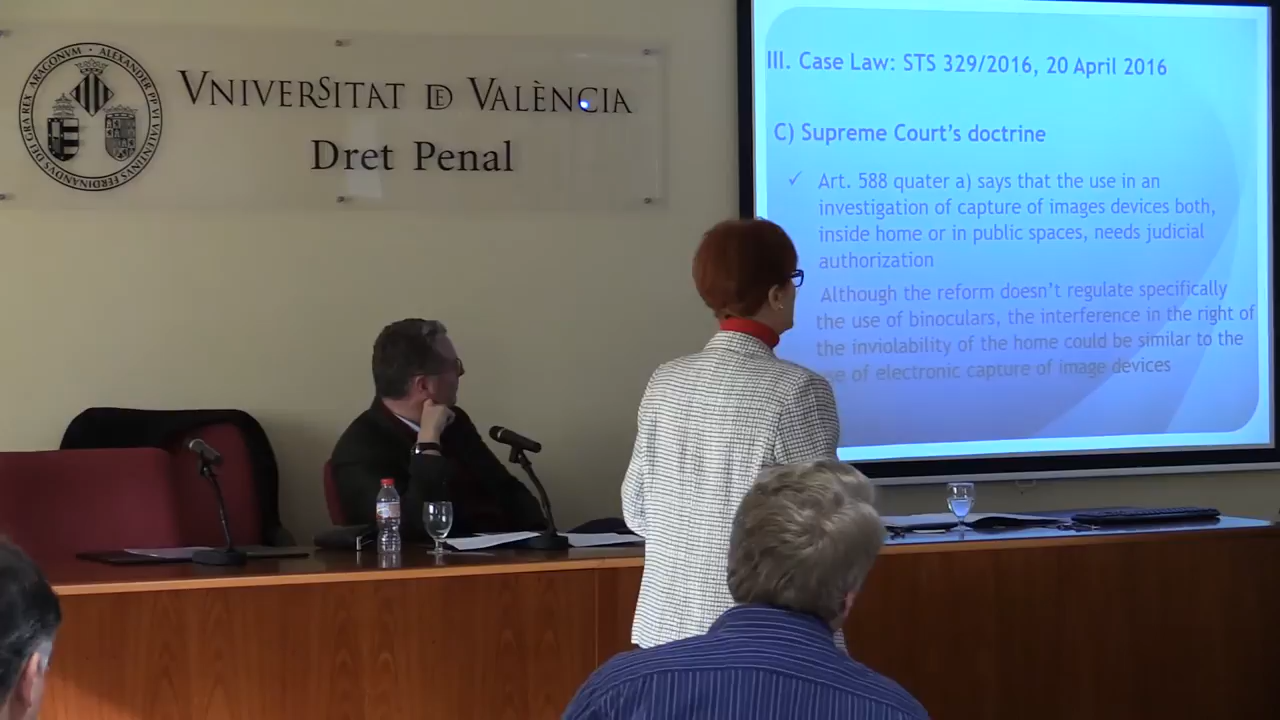 VNIVERSITAT DE VALÈNCIA
Dret Penal
III. Case Law: STS 329/2016, 20 April 2016
C) Supreme Court's doctrine
✓ Art. 588 quater a) says that the use in an
investigation of capture of images devices both,
inside home or in public spaces, needs judicial
authorization
Although the reform doesn't regulate specifically
the use of binoculars, the interference in the right of
the inviolability of the home could be similar to the
of electronic capture of image devices